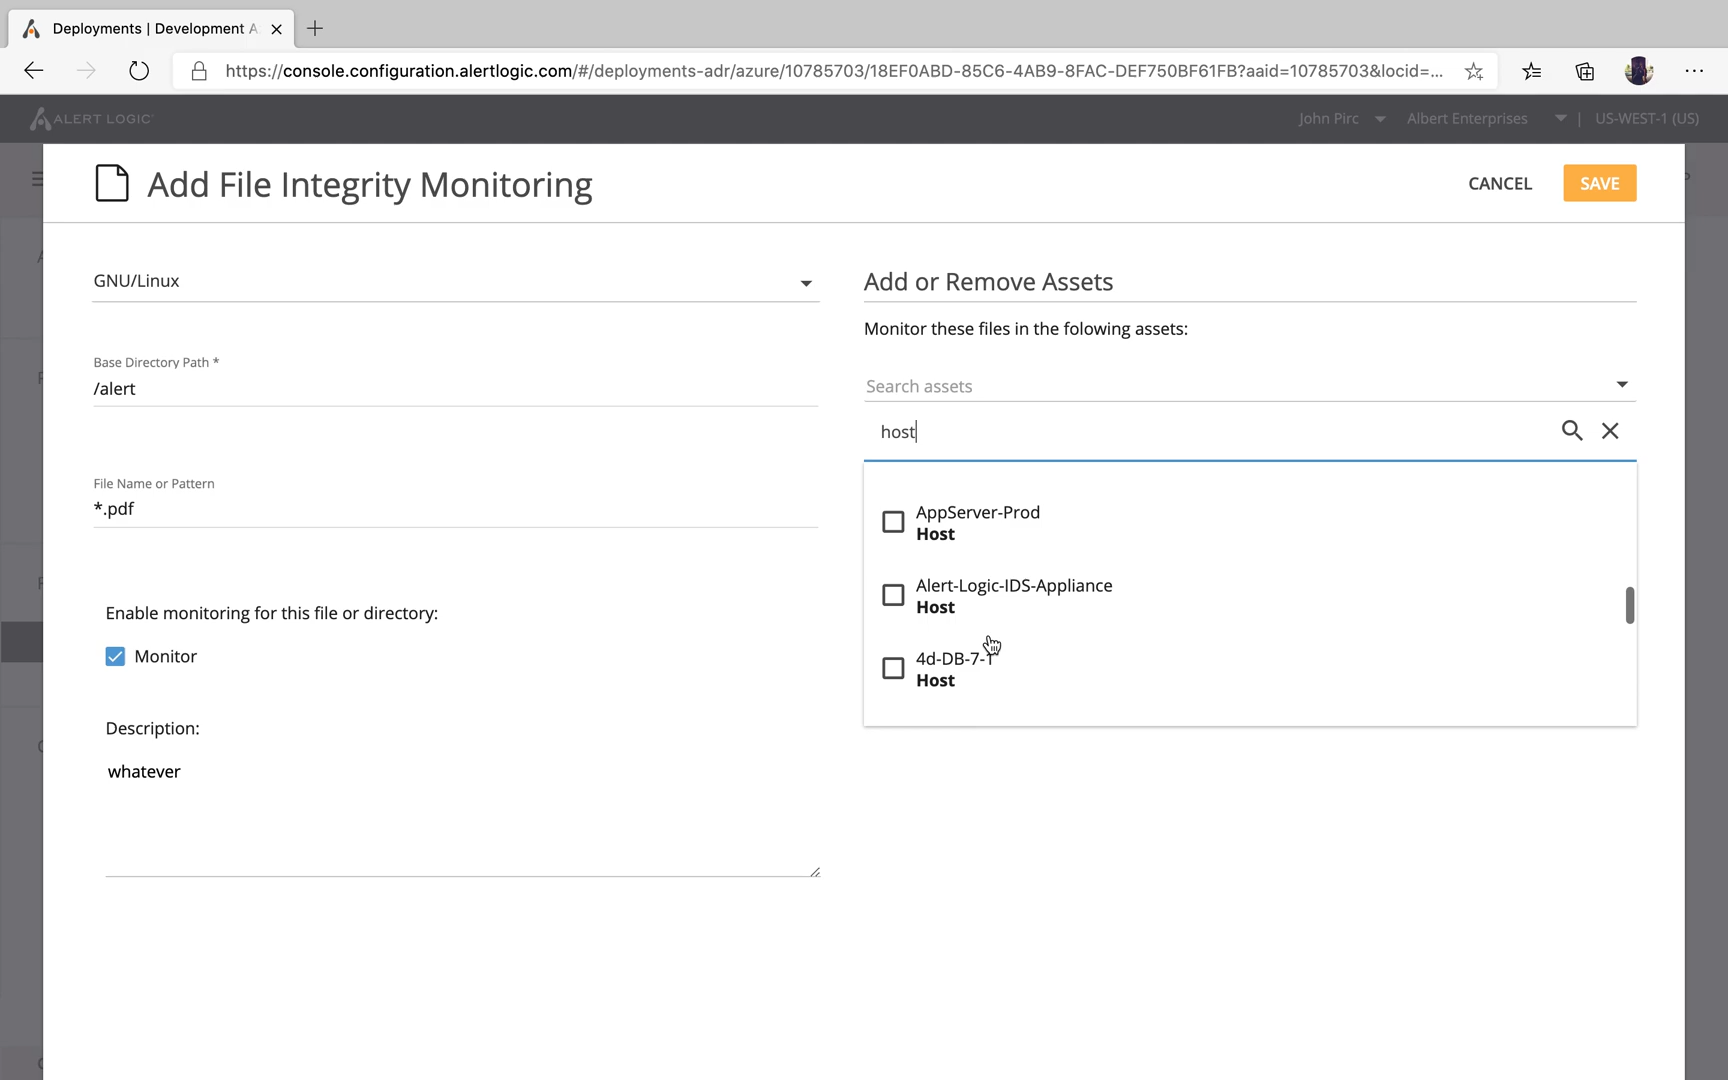 Deployments | Development A
https://console.configuration.alertlogic.com/#/deployments-adr/azure/10785703/18EF0ABD-85C6-4AB9-8FAC-DEF750BF61FB?aaid=10785703&locid=...
ALERT LOGIC
John Pirc
Albert Enterprises
| US-WEST-1 (US)
Add File Integrity Monitoring
CANCEL
SAVE
GNU/Linux
Base Directory Path *
/alert
File Name or Pattern
*.pdf
Enable monitoring for this file or directory:
Monitor
Description:
whatever
Add or Remove Assets
Monitor these files in the folowing assets:
Search assets
host
AppServer-Prod
Host
Alert-Logic-IDS-Appliance
Host
4d-DB-7-1
Host